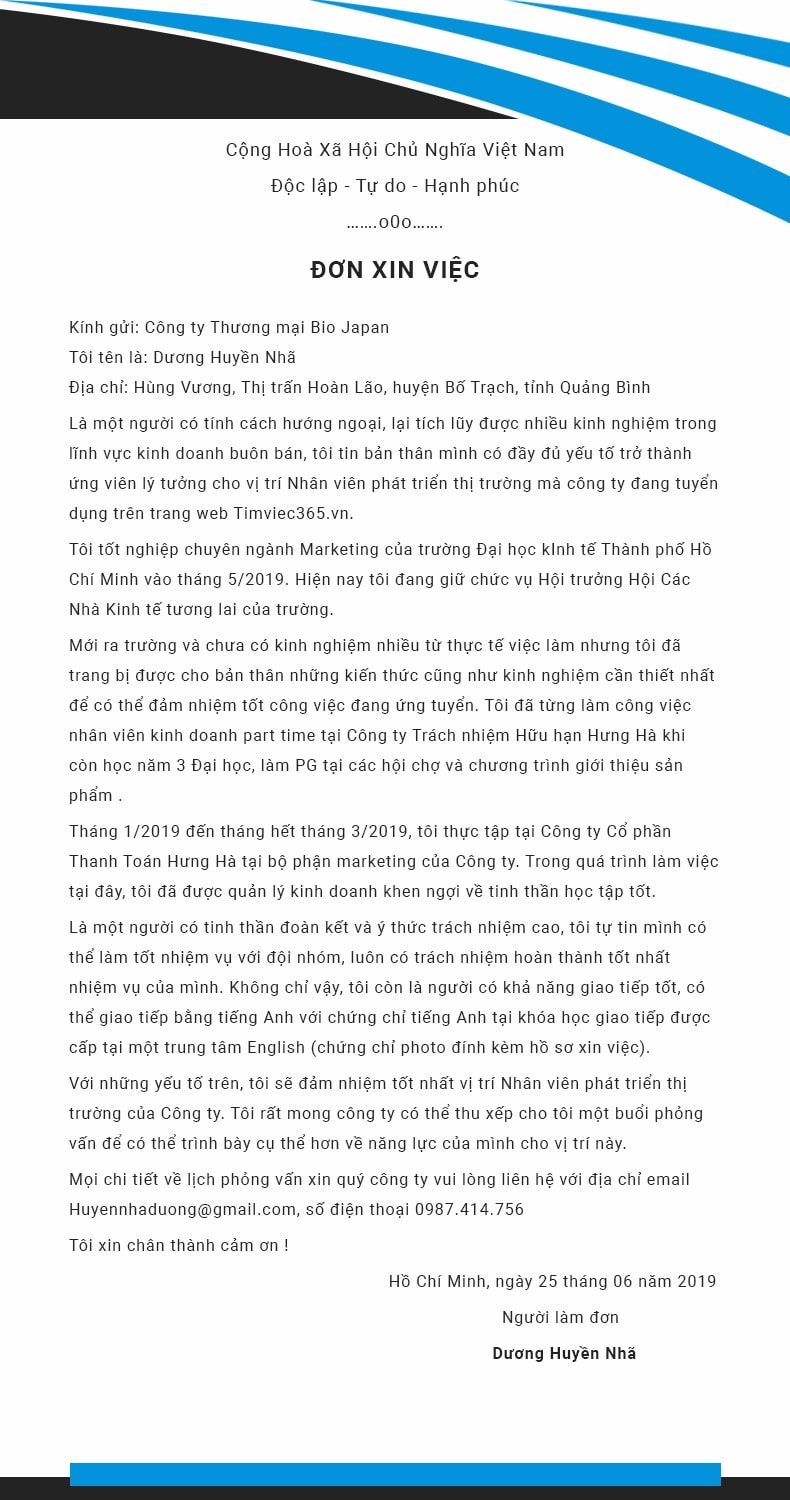 Cộng Hoà Xã Hội Chủ Nghĩa Việt Nam
Độc lập - Tự do - Hạnh phúc
.......o0o.......
ĐƠN XIN VIỆC
Kính gửi: Công ty Thương mại Bio Japan
Tôi tên là: Dương Huyền Nhã
Địa chỉ: Hùng Vương, Thị trấn Hoàn Lão, huyện Bố Trạch, tỉnh Quảng Bình
Là một người có tính cách hướng ngoại, lại tích lũy được nhiều kinh nghiệm trong
lĩnh vực kinh doanh buôn bán, tôi tin bản thân mình có đầy đủ yếu tố trở thành
ứng viên lý tưởng cho vị trí Nhân viên phát triển thị trường mà công ty đang tuyển
dụng trên trang web Timviec365.vn.
Tôi tốt nghiệp chuyên ngành Marketing của trường Đại học kInh tế Thành phố Hồ
Chí Minh vào tháng 5/2019. Hiện nay tôi đang giữ chức vụ Hội trưởng Hội Các
Nhà Kinh tế tương lai của trường.
Mới ra trường và chưa có kinh nghiệm nhiều từ thực tế việc làm nhưng tôi đã
trang bị được cho bản thân những kiến thức cũng như kinh nghiệm cần thiết nhất
để có thể đảm nhiệm tốt công việc đang ứng tuyển. Tôi đã từng làm công việc
nhân viên kinh doanh part time tại Công ty Trách nhiệm Hữu hạn Hưng Hà khi
còn học năm 3 Đại học, làm PG tại các hội chợ và chương trình giới thiệu sản
phẩm .
Tháng 1/2019 đến tháng hết tháng 3/2019, tôi thực tập tại Công ty Cổ phần
Thanh Toán Hưng Hà tại bộ phận marketing của Công ty. Trong quá trình làm việc
tại đây, tôi đã được quản lý kinh doanh khen ngợi về tinh thần học tập tốt.
Là một người có tinh thần đoàn kết và ý thức trách nhiệm cao, tôi tự tin mình có
thể làm tốt nhiệm vụ với đội nhóm, luôn có trách nhiệm hoàn thành tốt nhất
nhiệm vụ của mình. Không chỉ vậy, tôi còn là người có khả năng giao tiếp tốt, có
thể giao tiếp bằng tiếng Anh với chứng chỉ tiếng Anh tại khóa học giao tiếp được
cấp tại một trung tâm English (chứng chỉ photo đính kèm hồ sơ xin việc).
Với những yếu tố trên, tôi sẽ đảm nhiệm tốt nhất vị trí Nhân viên phát triển thị
trường của Công ty. Tôi rất mong công ty có thể thu xếp cho tôi một buổi phỏng
vấn để có thể trình bày cụ thể hơn về năng lực của mình cho vị trí này.
Mọi chi tiết về lịch phỏng vấn xin quý công ty vui lòng liên hệ với địa chỉ email
Huyennhaduong@gmail.com, số điện thoại 0987.414.756
Tôi xin chân thành cảm ơn !
Hồ Chí Minh, ngày 25 tháng 06 năm 2019
Người làm đơn
Dương Huyền Nhã